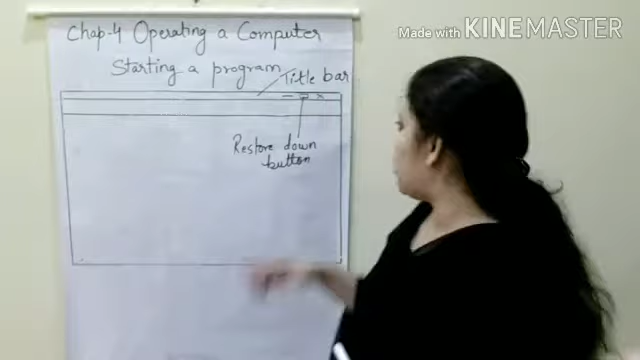 Made with KINEMASTER
Chap-4 Operating a Computer
Starting a program
Title bar
Restore down
button